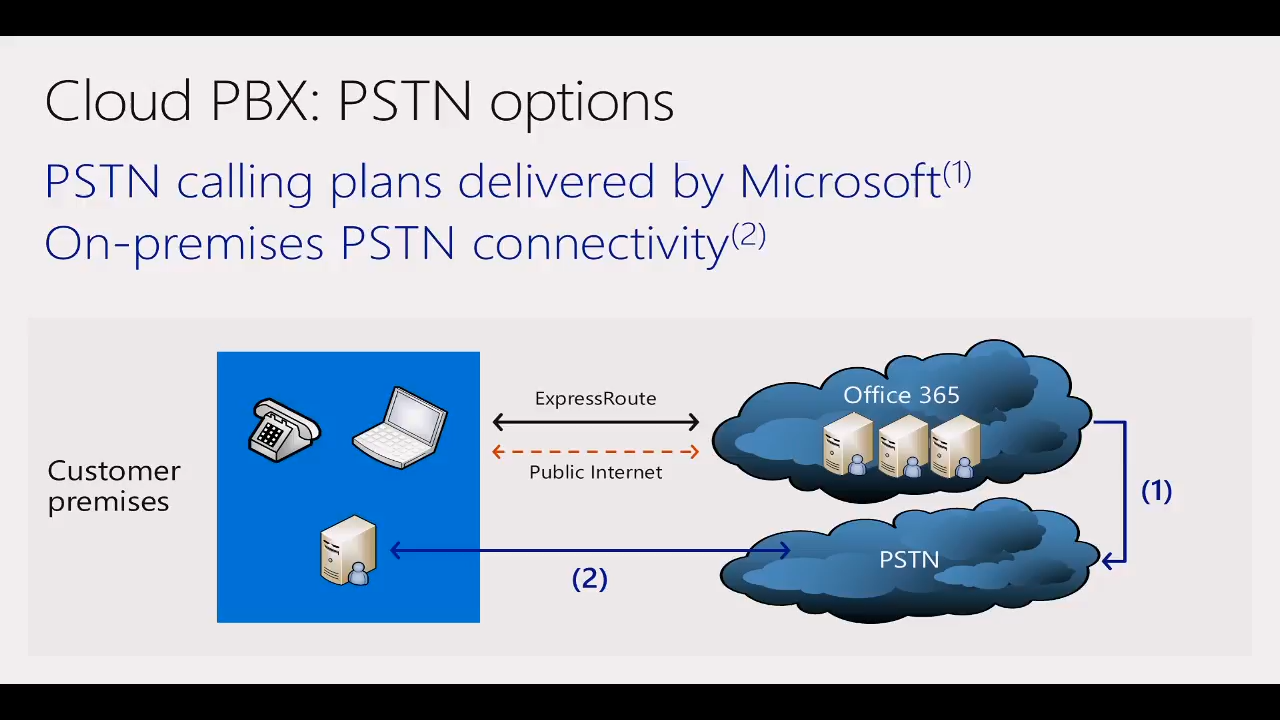 Cloud PBX: PSTN options
PSTN calling plans delivered by Microsoft(1)
On-premises PSTN connectivity(2)
Customer
premises
ExpressRoute
Public Internet
(2)
Office 365
PSTN
(1)